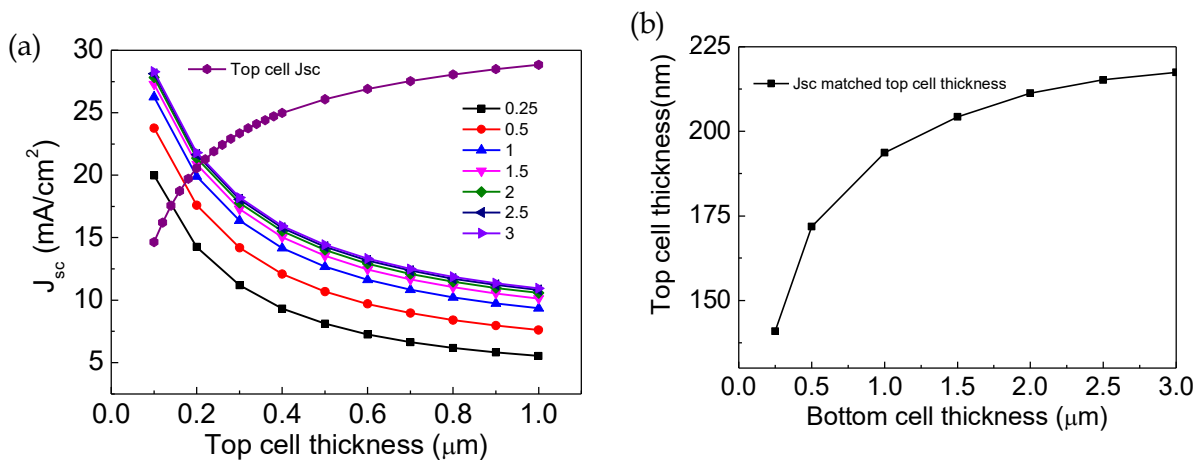 (a)
30
25
20
15
10
5
J_sc (mA/cm²)
Top cell Jsc
0.25
0.5
1
1.5
2
2.5
3
0.0 0.2 0.4 0.6 0.8 1.0
Top cell thickness (μm)
(b)
225
200
175
150
Top cell thickness(nm)
Jsc matched top cell thickness
0.0 0.5 1.0 1.5 2.0 2.5 3.0
Bottom cell thickness (μm)